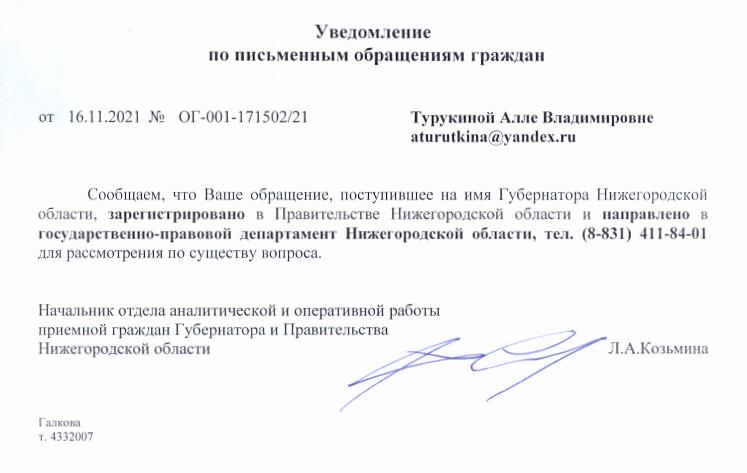 Уведомление
по письменным обращениям граждан
от 16.11.2021 № ОГ-001-171502/21
Турукиной Алле Владимировне
aturutkina@yandex.ru
Сообщаем, что Ваше обращение, поступившее на имя Губернатора Нижегородской
области, зарегистрировано в Правительстве Нижегородской области и направлено в
государственно-правовой департамент Нижегородской области, тел. (8-831) 411-84-01
для рассмотрения по существу вопроса.
Начальник отдела аналитической и оперативной работы
приемной граждан Губернатора и Правительства
Нижегородской области
Л.А.Козьмина
Галкова
т. 4332007